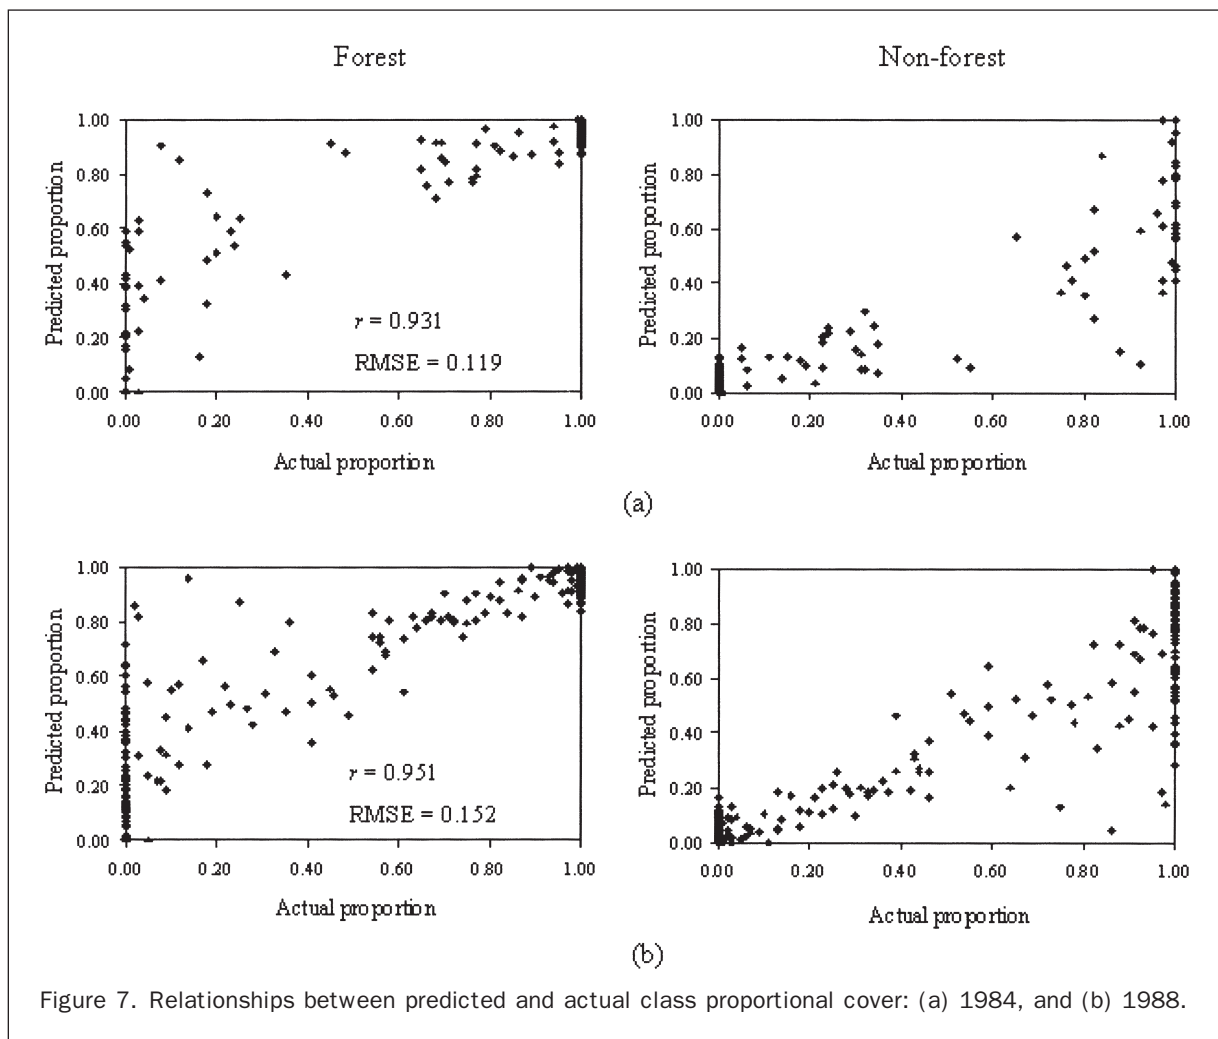 Forest
Non-forest
1.00
0.80
0.60
0.40
0.20
0.00
Predicted proportion
r = 0.931
RMSE = 0.119
0.00 0.20 0.40 0.60 0.80 1.00
Actual proportion
1.00
0.80
0.60
0.40
0.20
0.00
Predicted proportion
0.00 0.20 0.40 0.60 0.80 1.00
Actual proportion
(a)
1.00
0.80
0.60
0.40
0.20
0.00
Predicted proportion
r = 0.951
RMSE = 0.152
0.00 0.20 0.40 0.60 0.80 1.00
Actual proportion
1.00
0.80
0.60
0.40
0.20
0.00
Predicted proportion
0.00 0.20 0.40 0.60 0.80 1.00
Actual proportion
(b)
Figure 7. Relationships between predicted and actual class proportional cover: (a) 1984, and (b) 1988.